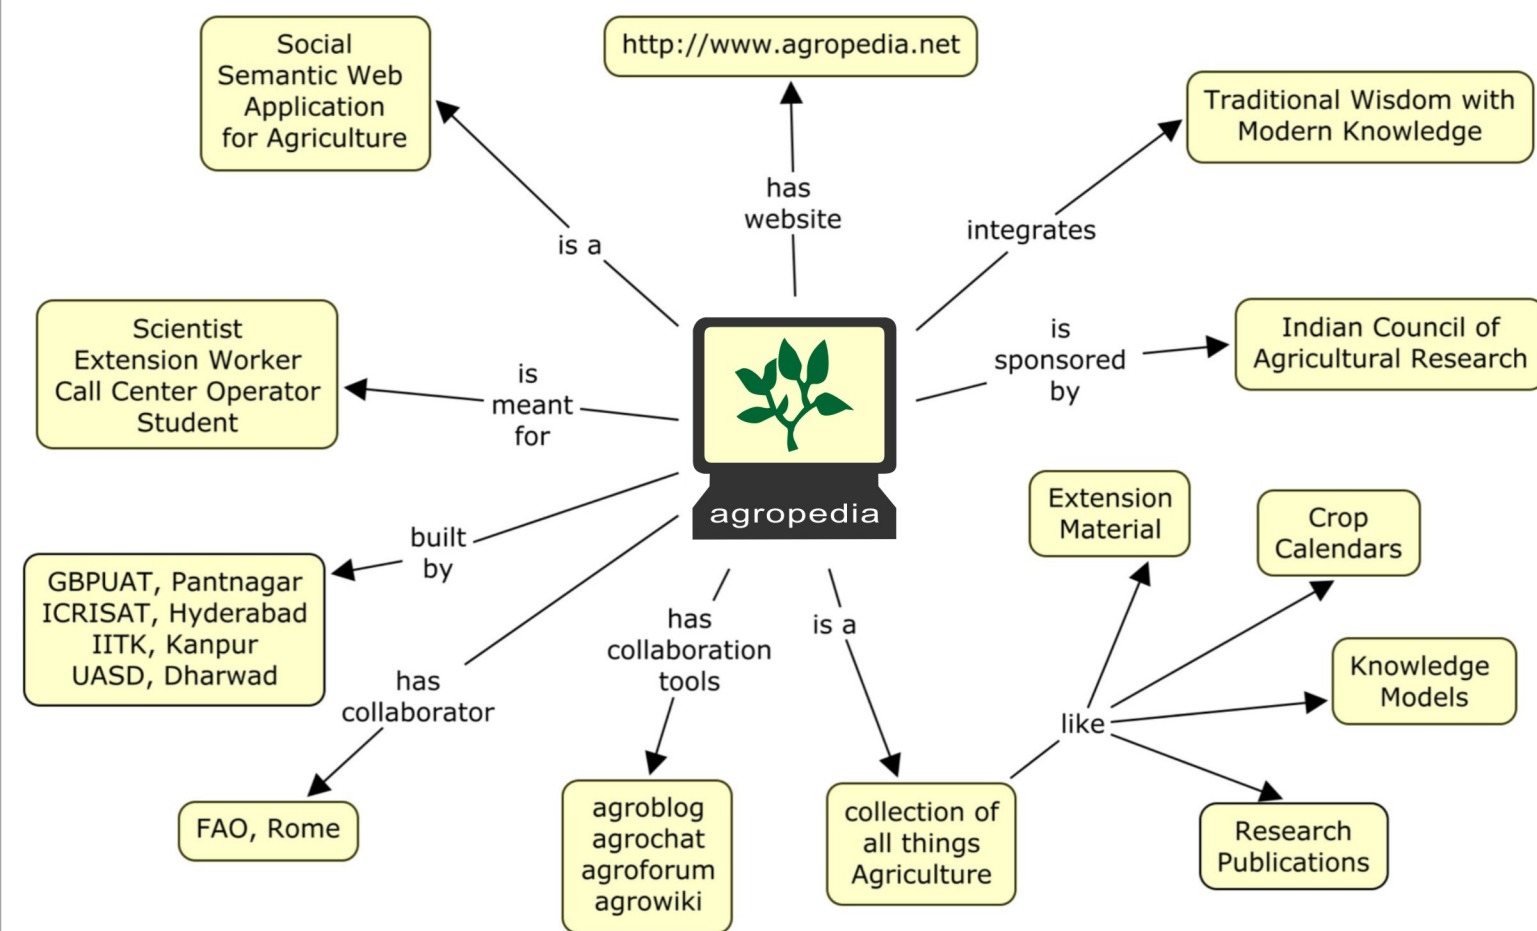 Social
Semantic Web
Application
for Agriculture
http://www.agropedia.net
Traditional Wisdom with
Modern Knowledge
has
website
integrates
is a
Scientist
Extension Worker
Call Center Operator
Student
is
meant
for
is
sponsored
by
Indian Council of
Agricultural Research
agropedia
built
by
GBPUAT, Pantnagar
ICRISAT, Hyderabad
IITK, Kanpur
UASD, Dharwad
has
collaborator
FAO, Rome
has
collaboration
tools
agroblog
agrochat
agroforum
agrowiki
is a
collection of
all things
Agriculture
like
Extension
Material
Crop
Calendars
Knowledge
Models
Research
Publications